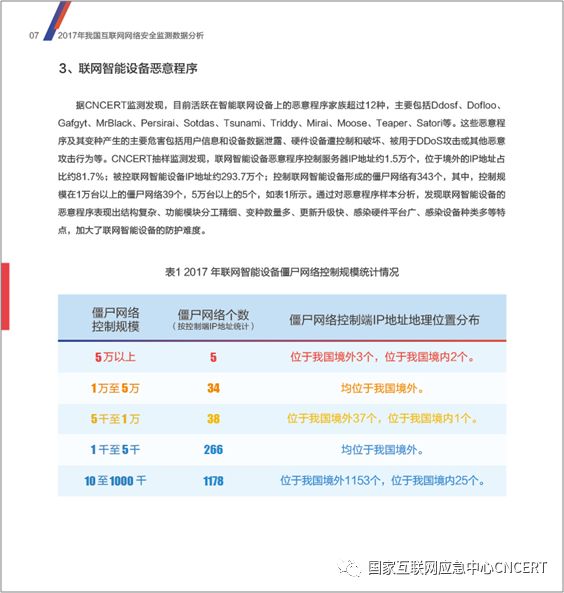 07
2017年我国互联网网络安全监测数据分析
3、联网智能设备恶意程序
据CNCERT监测发现，目前活跃在智能联网设备上的恶意程序家族超过12种，主要包括Ddosf、Dofloo、
Gafgyt、MrBlack、Persirai、Sotdas、Tsunami、Triddy、Mirai、Moose、Teaper、Satori等。这些恶意程
序及其变种产生的主要危害包括用户信息和设备数据泄露、硬件设备遭控制和破坏、被用于DDoS攻击或其他恶意
攻击行为等。CNCERT抽样监测发现，联网智能设备恶意程序控制服务器IP地址约1.5万个，位于境外的IP地址占
比约81.7%；被控联网智能设备IP地址约293.7万个；控制联网智能设备形成的僵尸网络有343个，其中，控制规
模在1万台以上的僵尸网络39个，5万台以上的5个，如表1所示。通过对恶意程序样本分析，发现联网智能设备的
恶意程序表现出结构复杂、功能模块分工精细、变种数量多、更新升级快、感染硬件平台广、感染设备种类多等特
点，加大了联网智能设备的防护难度。
表1 2017 年联网智能设备僵尸网络控制规模统计情况
僵尸网络
控制规模
僵尸网络个数
（按控制端IP地址统计）
僵尸网络控制端IP地址地理位置分布
5万以上 5 位于我国境外3个，位于我国境内2个。
1万至5万 34 均位于我国境外。
5千至1万 38 位于我国境外37个，位于我国境内1个。
1千至5千 266 均位于我国境外。
10至1000千 1178 位于我国境外1153个，位于我国境内25个。
国家互联网应急中心CNCERT